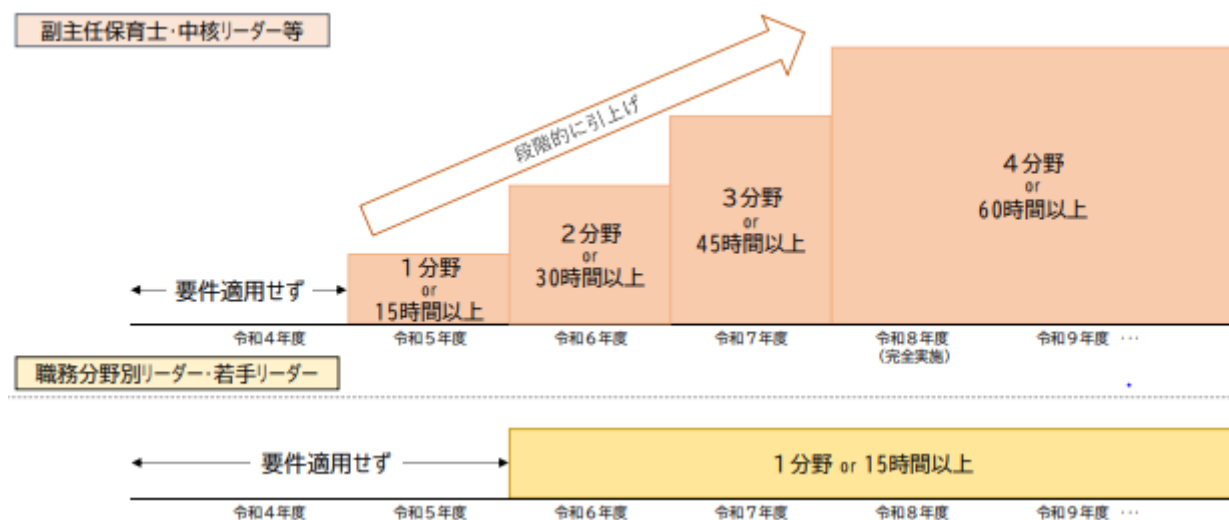 副主任保育士･中核リーダー等
段階的に引上げ
4分野
or
60時間以上
3分野
or
45時間以上
2分野
or
30時間以上
1分野
or
15時間以上
要件適用せず
令和4年度
令和5年度
令和6年度
令和7年度
令和8年度
(完全実施)
令和9年度 …
職務分野別リーダー･若手リーダー
要件適用せず
1分野 or 15時間以上
令和4年度
令和5年度
令和6年度
令和7年度
令和8年度
令和9年度 …